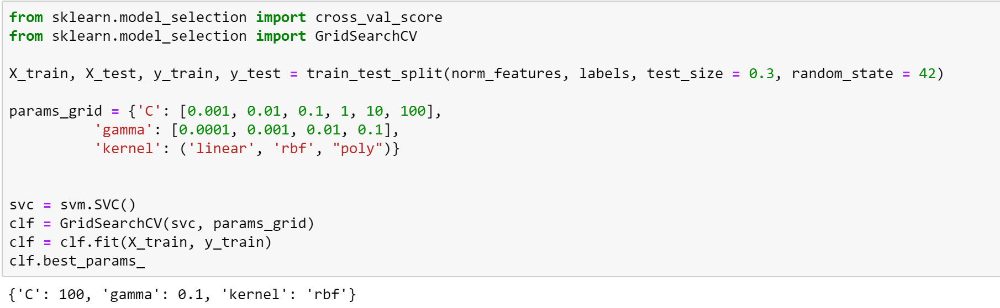 from sklearn.model_selection import cross_val_score
from sklearn.model_selection import GridSearchCV
X_train, X_test, y_train, y_test = train_test_split(norm_features, labels, test_size = 0.3, random_state = 42)
params_grid = {'C': [0.001, 0.01, 0.1, 1, 10, 100],
'gamma': [0.0001, 0.001, 0.01, 0.1],
'kernel': ('linear', 'rbf', "poly")}
svc = svm.SVC()
clf = GridSearchCV(svc, params_grid)
clf = clf.fit(X_train, y_train)
clf.best_params_
{'C': 100, 'gamma': 0.1, 'kernel': 'rbf'}